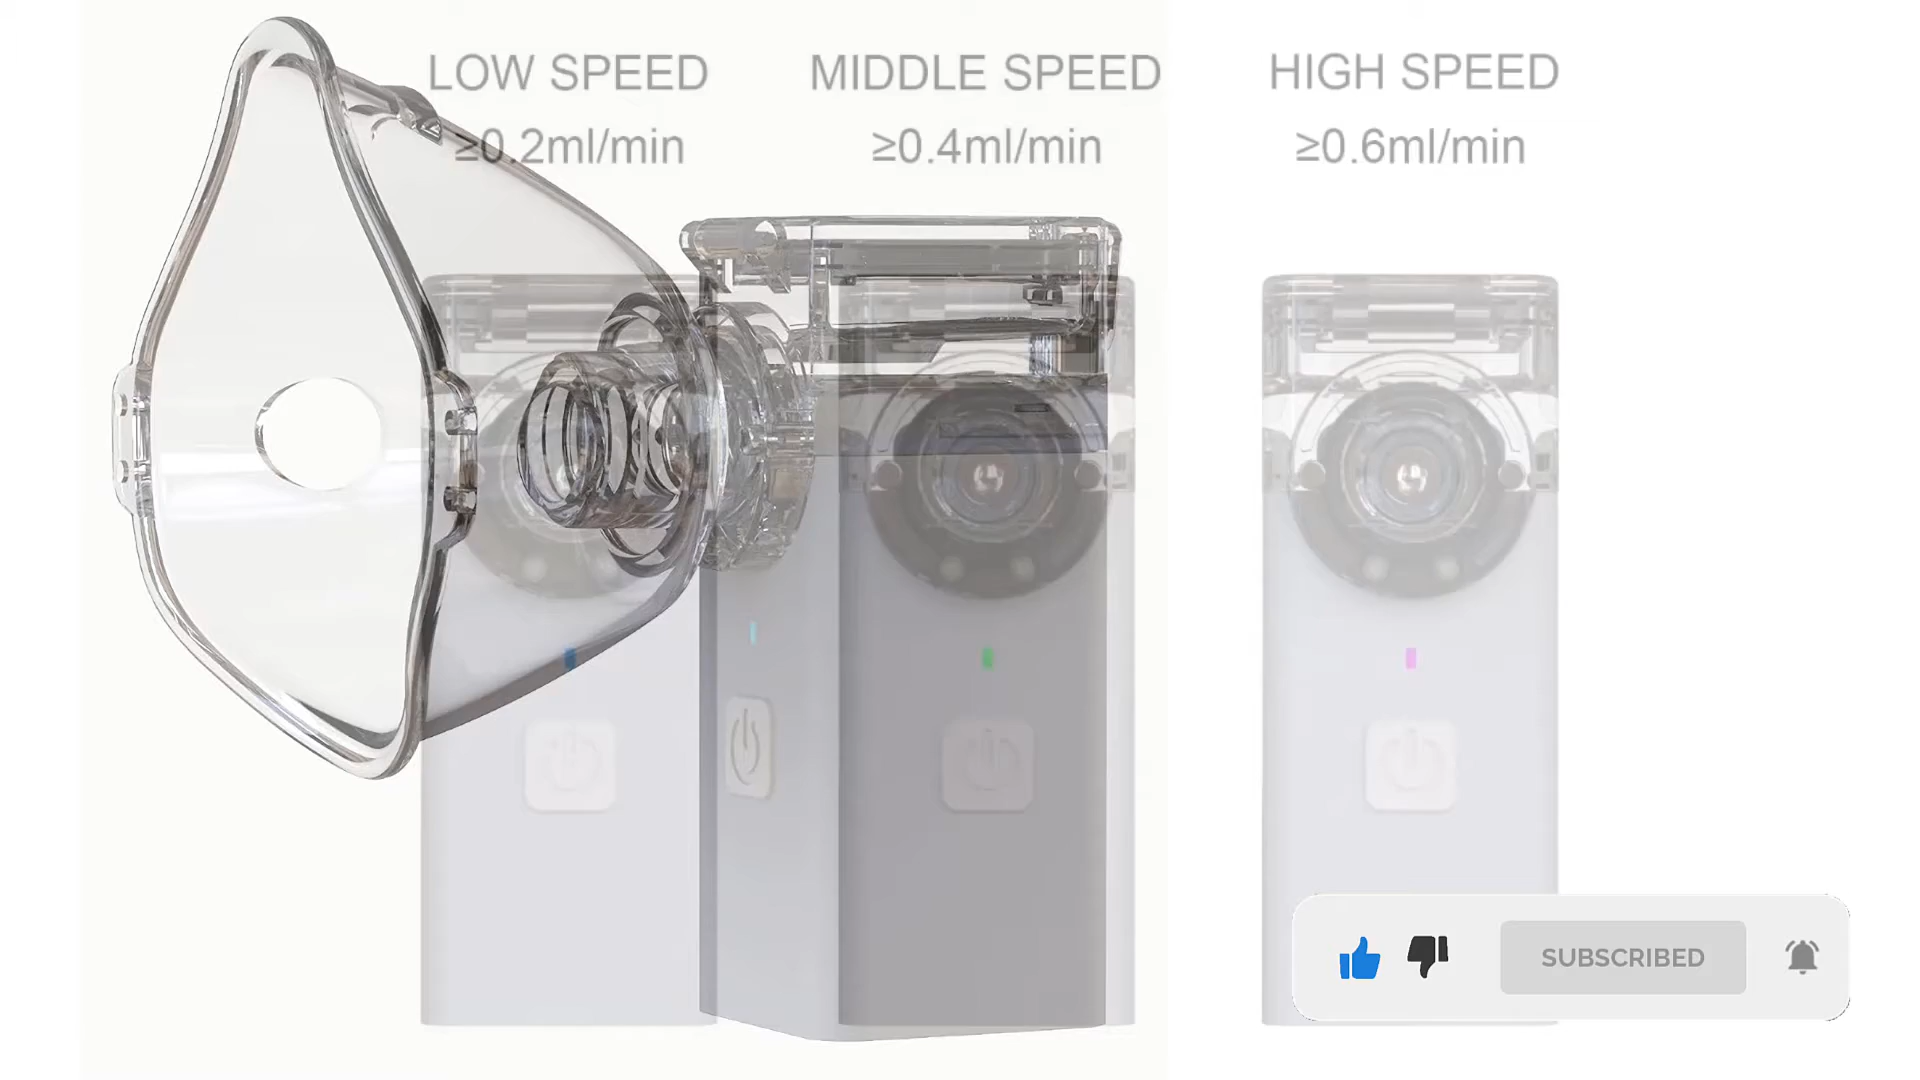 LOW SPEED
≥0.2ml/min
MIDDLE SPEED
≥0.4ml/min
HIGH SPEED
≥0.6ml/min
SUBSCRIBED